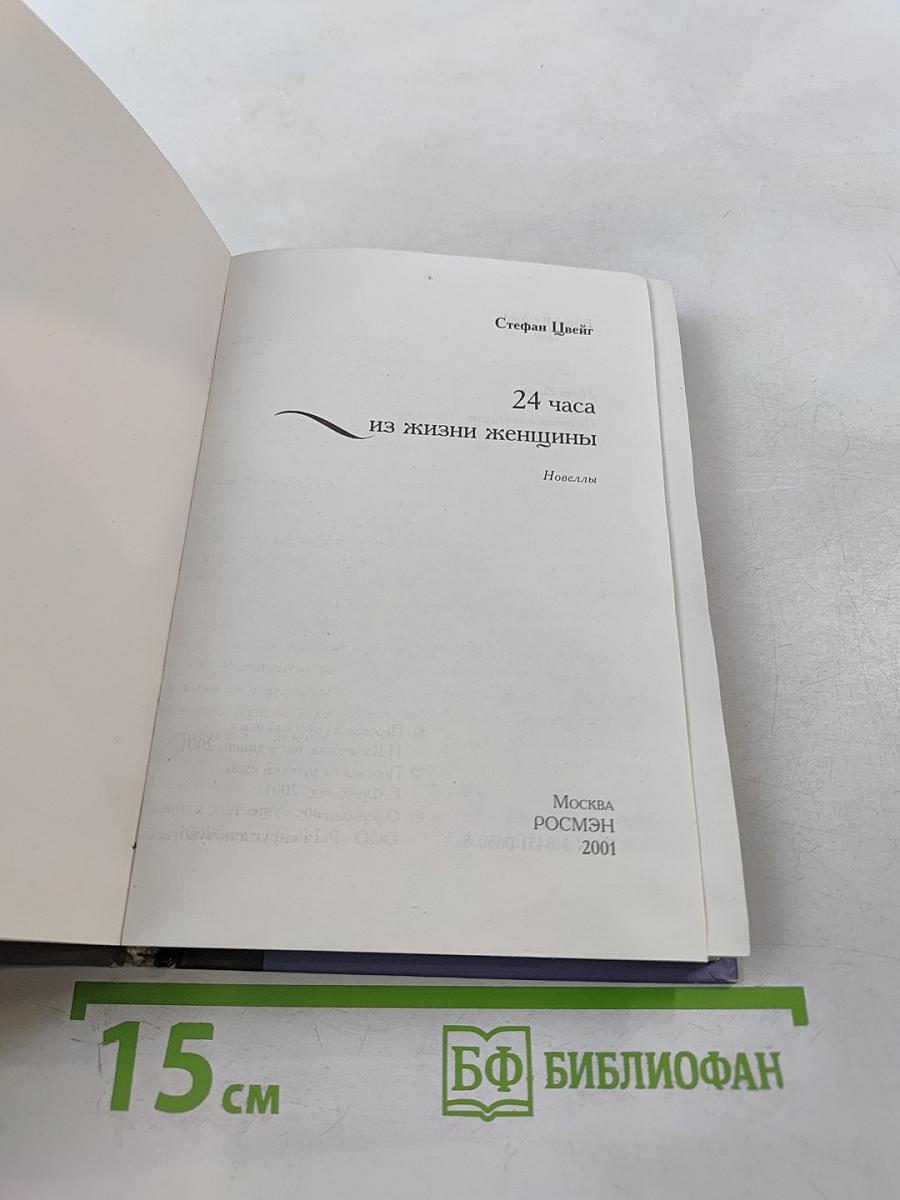 Стефан Цвейг
24 часа
из жизни женщины
Новеллы
Москва
РОСМЭН
2001
15 см
БФ БИБЛИОФАН